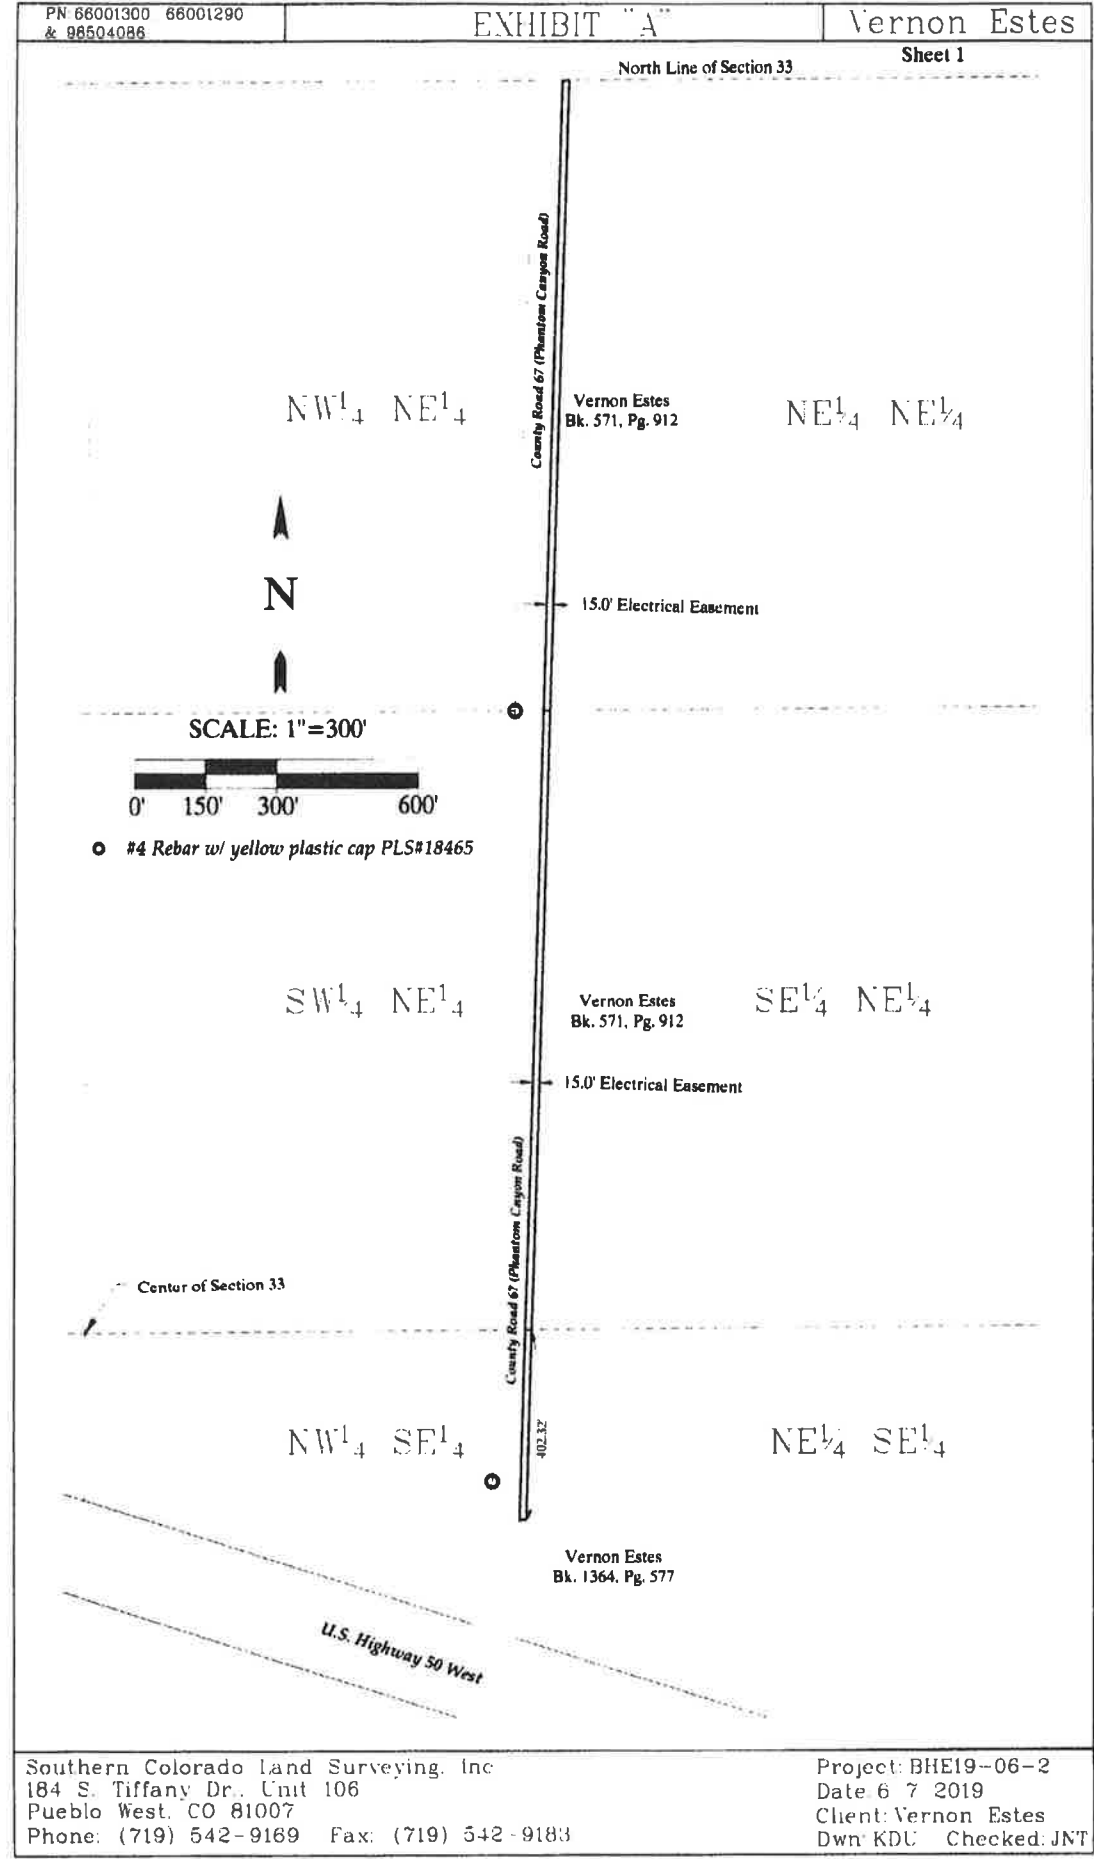 PN: 66001300 66001290
& 98504086
EXHIBIT "A"
Vernon Estes
Sheet 1
North Line of Section 33
County Road 67 (Phantom Canyon Road)
NW¼ NE¼
Vernon Estes
Bk. 571, Pg. 912
NE¼ NE¼
N
15.0' Electrical Easement
SCALE: 1"=300'
0' 150' 300' 600'
#4 Rebar w/ yellow plastic cap PLS#18465
SW¼ NE¼
Vernon Estes
Bk. 571, Pg. 912
SE¼ NE¼
15.0' Electrical Easement
County Road 67 (Phantom Canyon Road)
Center of Section 33
NW¼ SE¼
402.32'
NE¼ SE¼
Vernon Estes
Bk. 1364, Pg. 577
U.S. Highway 50 West
Southern Colorado Land Surveying, Inc
184 S. Tiffany Dr., Unit 106
Pueblo West, CO 81007
Phone: (719) 542-9169 Fax: (719) 542-9183
Project: BHE19-06-2
Date 6 7 2019
Client: Vernon Estes
Dwn: KDU Checked: JNT